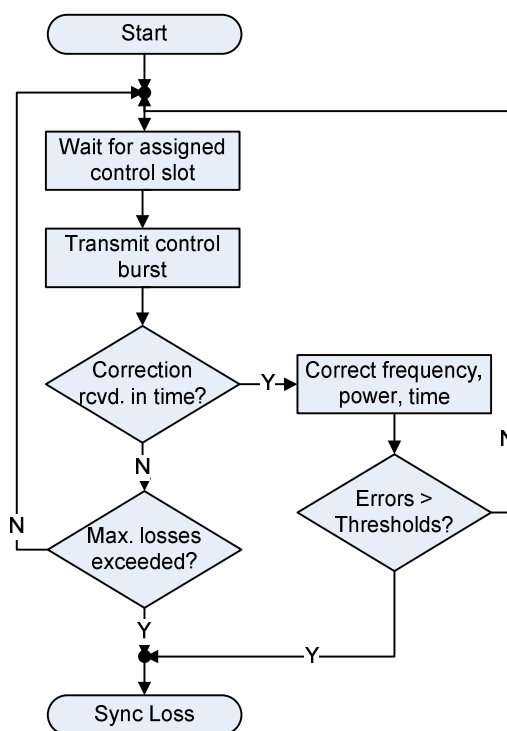 Start
Wait for assigned
control slot
Transmit control
burst
Correction
rcvd. in time?
Y
Correct frequency,
power, time
N
N
Errors >
Thresholds?
N
Max. losses
exceeded?
Y
Y
Sync Loss